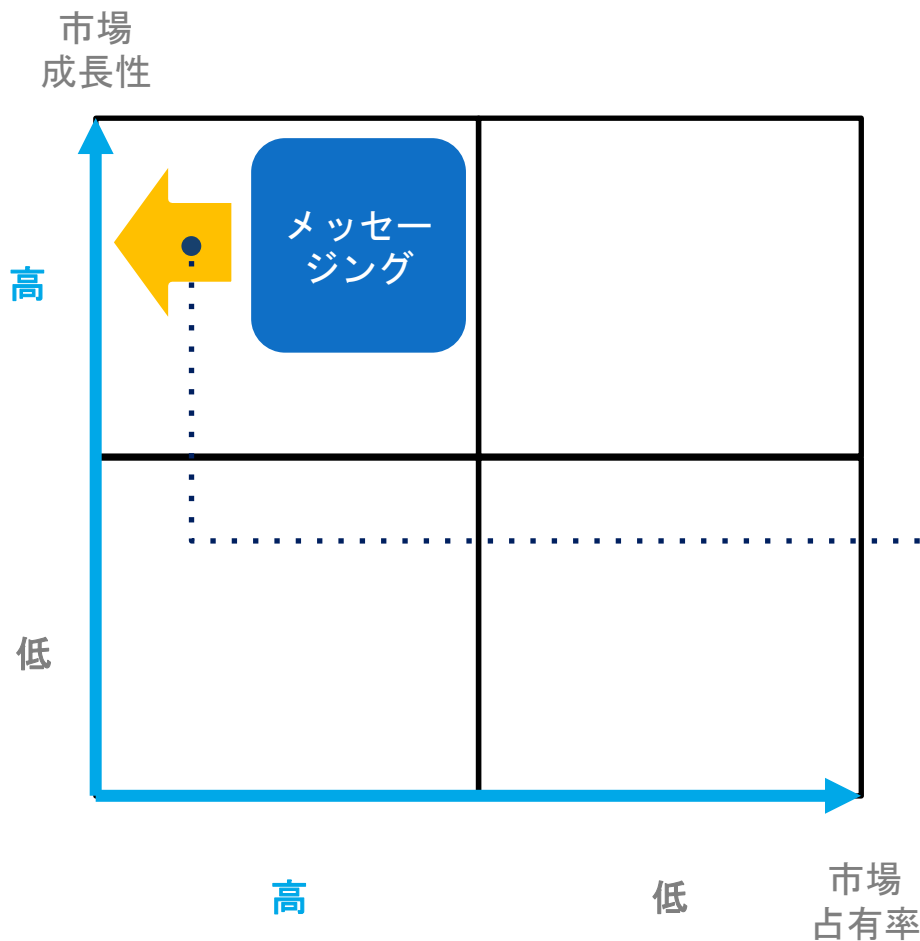 市場
成長性
メッセー
ジング
高
低
高
低
市場
占有率